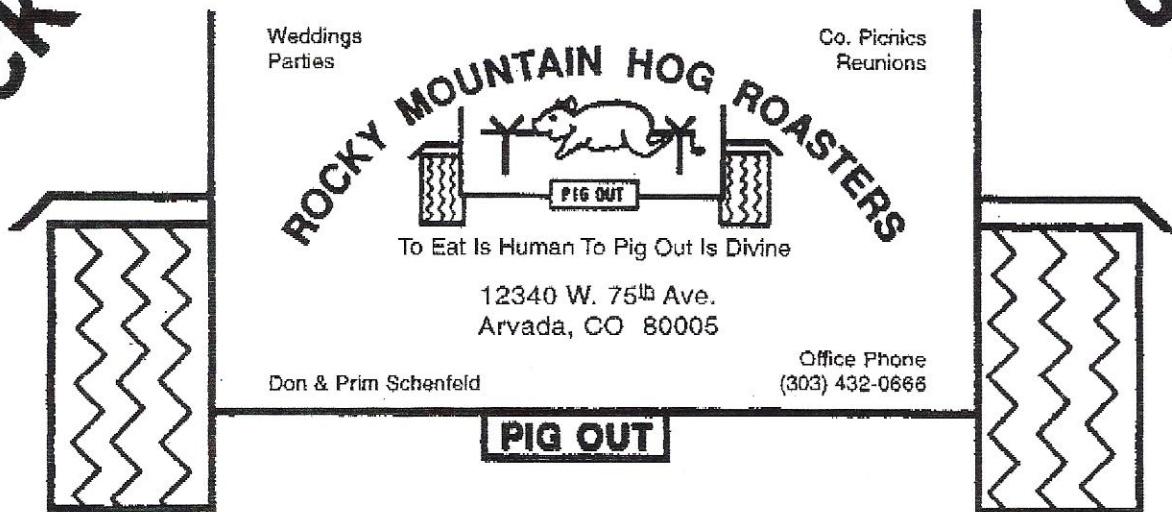 Weddings
Parties
Co. Picnics
Reunions
ROCKY MOUNTAIN HOG ROASTERS
PIG OUT
To Eat Is Human To Pig Out Is Divine
12340 W. 75th Ave.
Arvada, CO 80005
Don & Prim Schenfeld
Office Phone
(303) 432-0666
PIG OUT